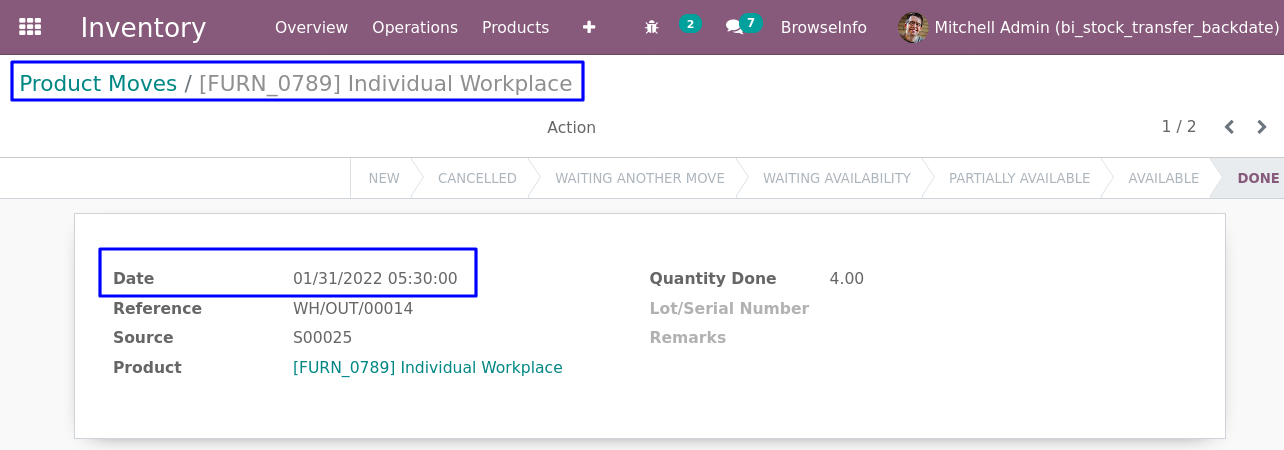 Inventory Overview Operations Products + 2 7 BrowseInfo Mitchell Admin (bi_stock_transfer_backdate)
Product Moves / [FURN_0789] Individual Workplace
Action 1 / 2
NEW CANCELLED WAITING ANOTHER MOVE WAITING AVAILABILITY PARTIALLY AVAILABLE AVAILABLE DONE
Date 01/31/2022 05:30:00 Quantity Done 4.00
Reference WH/OUT/00014 Lot/Serial Number
Source S00025 Remarks
Product [FURN_0789] Individual Workplace